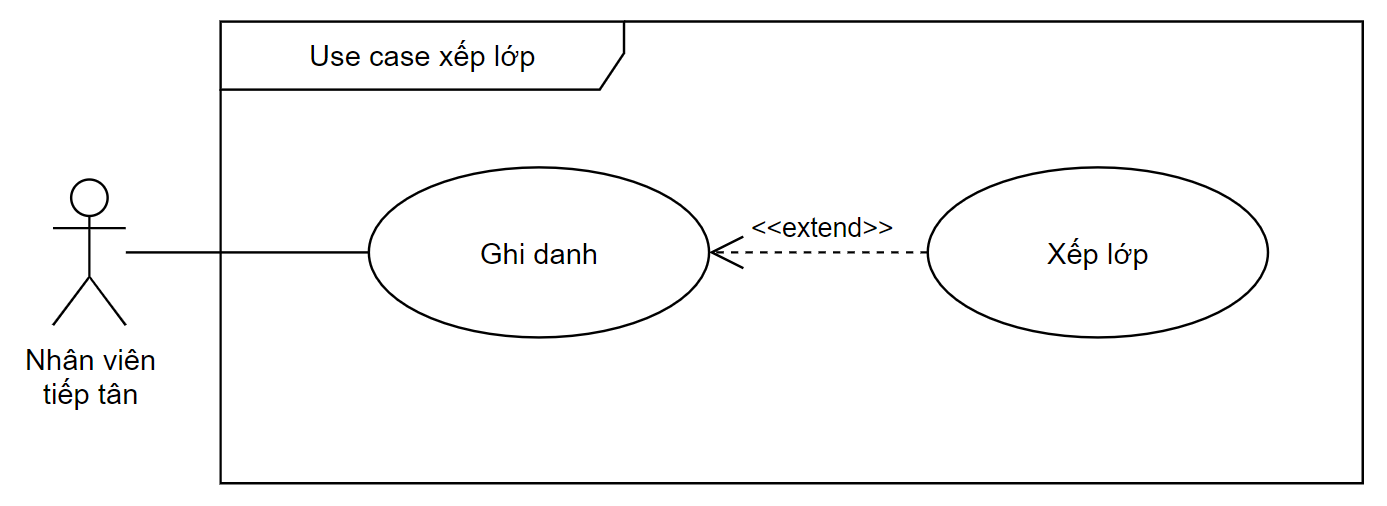 Use case xếp lớp
Ghi danh
<<extend>>
Xếp lớp
Nhân viên
tiếp tân